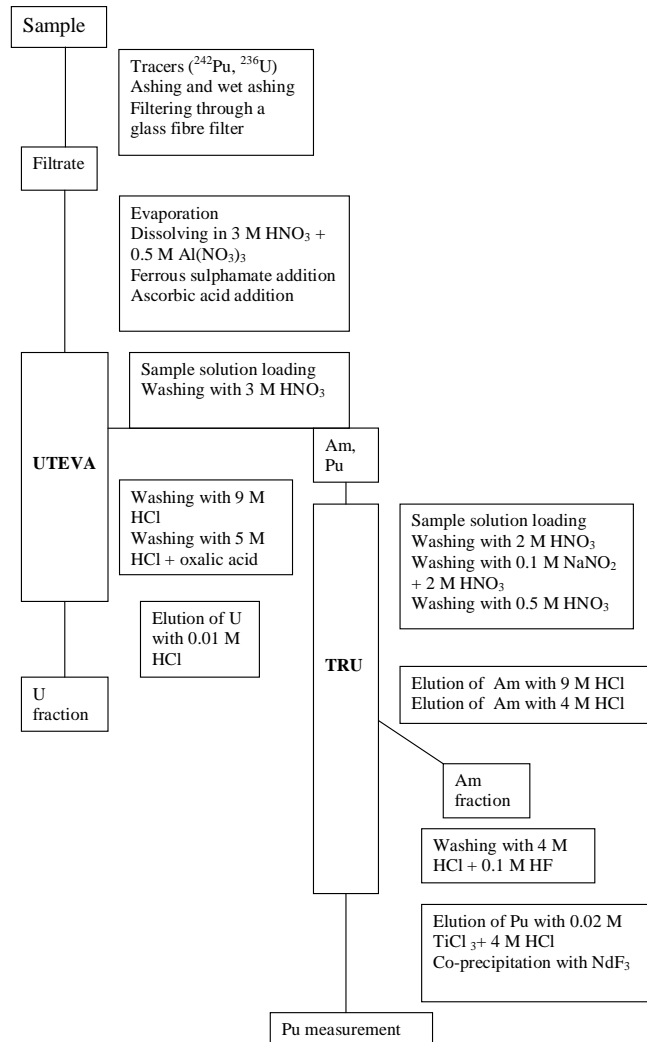 Sample
Tracers (²⁴²Pu, ²³⁶U)
Ashing and wet ashing
Filtering through a
glass fibre filter
Filtrate
Evaporation
Dissolving in 3 M HNO₃ +
0.5 M Al(NO₃)₃
Ferrous sulphamate addition
Ascorbic acid addition
Sample solution loading
Washing with 3 M HNO₃
UTEVA
Am,
Pu
Washing with 9 M
HCl
Washing with 5 M
HCl + oxalic acid
Sample solution loading
Washing with 2 M HNO₃
Washing with 0.1 M NaNO₂
+ 2 M HNO₃
Washing with 0.5 M HNO₃
Elution of U
with 0.01 M
HCl
TRU
U
fraction
Elution of Am with 9 M HCl
Elution of Am with 4 M HCl
Am
fraction
Washing with 4 M
HCl + 0.1 M HF
Elution of Pu with 0.02 M
TiCl ₃+ 4 M HCl
Co-precipitation with NdF₃
Pu measurement